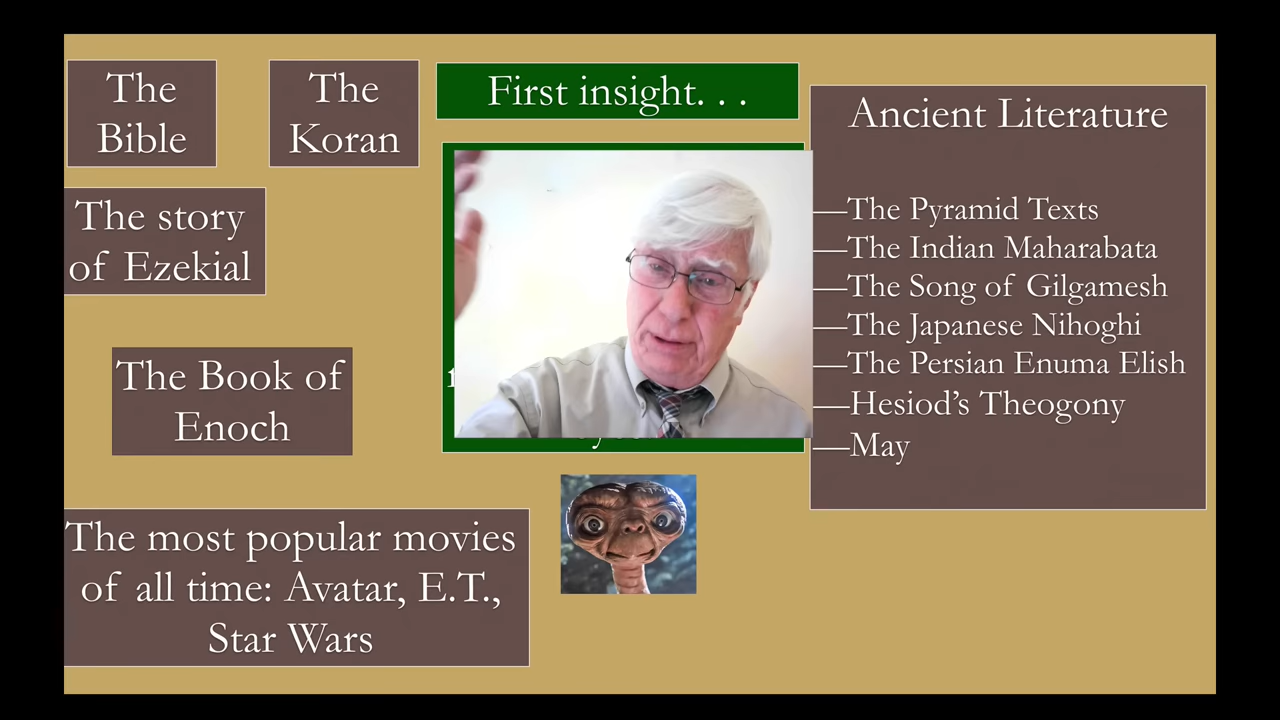 The
Bible
The
Koran
First insight. . .
The story
of Ezekial
The Book of
Enoch
The most popular movies
of all time: Avatar, E.T.,
Star Wars
Ancient Literature
—The Pyramid Texts
—The Indian Maharabata
—The Song of Gilgamesh
—The Japanese Nihoghi
—The Persian Enuma Elish
—Hesiod’s Theogony
—May